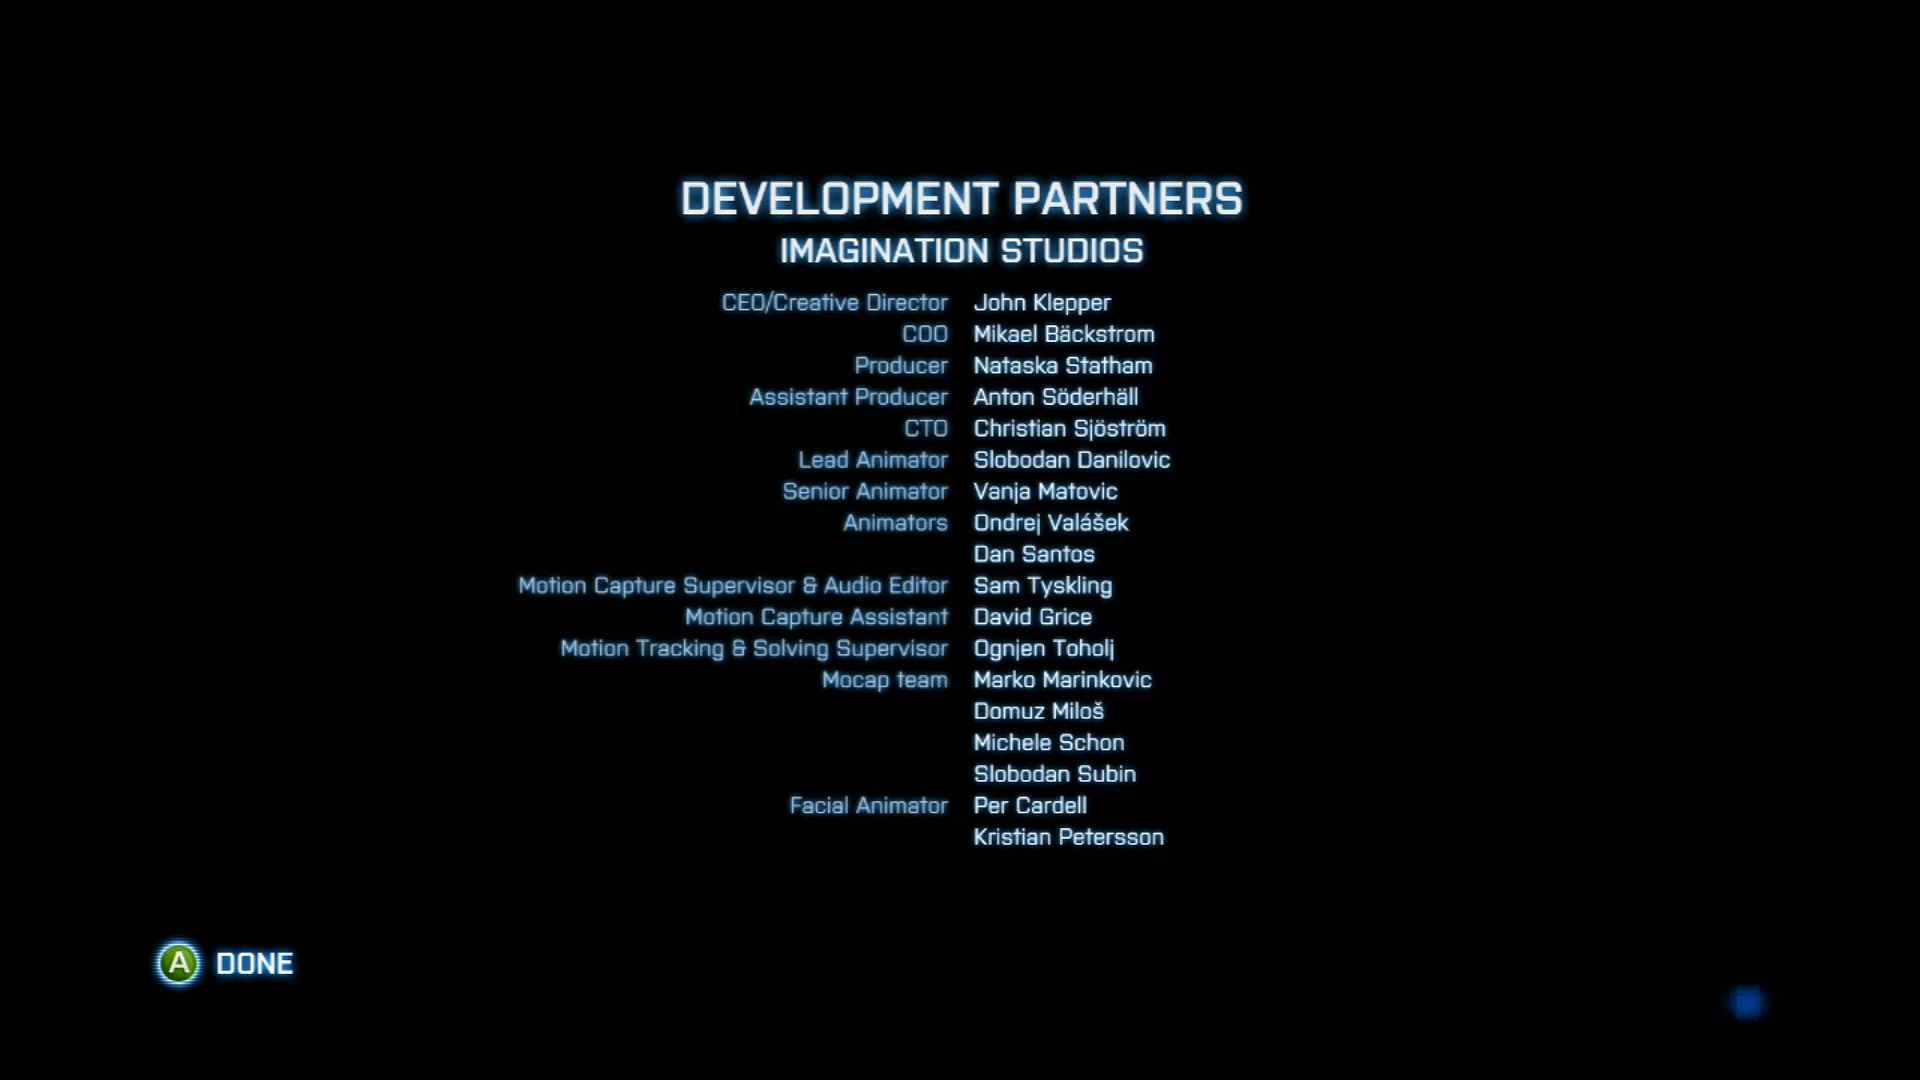 DEVELOPMENT PARTNERS
IMAGINATION STUDIOS
CEO/Creative Director John Klepper
COO Mikael Bäckstrom
Producer Nataska Statham
Assistant Producer Anton Söderhäll
CTO Christian Sjöström
Lead Animator Slobodan Danilovic
Senior Animator Vanja Matovic
Animators Ondrej Valášek
Dan Santos
Motion Capture Supervisor & Audio Editor Sam Tyskling
Motion Capture Assistant David Grice
Motion Tracking & Solving Supervisor Ognjen Toholj
Mocap team Marko Marinkovic
Domuz Miloš
Michele Schon
Slobodan Subin
Facial Animator Per Cardell
Kristian Petersson
A DONE